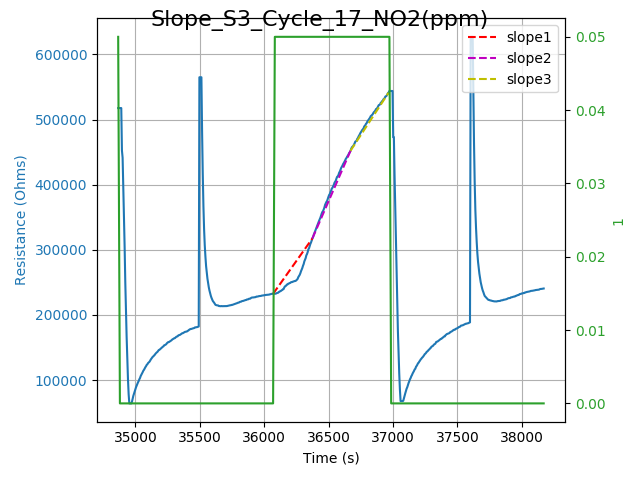 Slope_S3_Cycle_17_NO2(ppm)
slope1
slope2
slope3
600000
500000
400000
300000
200000
100000
Resistance (Ohms)
0.05
0.04
0.03
0.02
0.01
0.00
1
35000 35500 36000 36500 37000 37500 38000
Time (s)